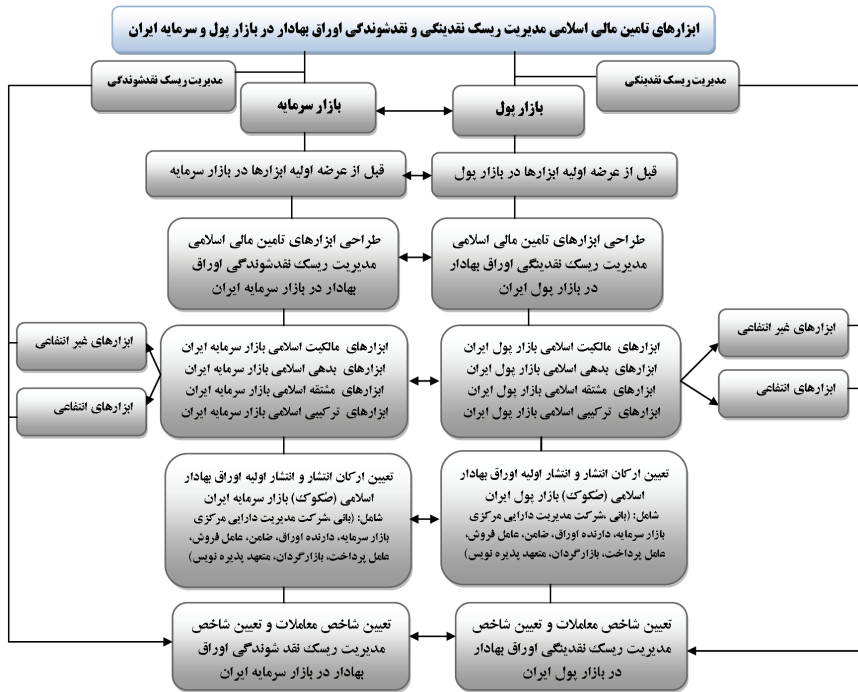 ابزارهای تامین مالی اسلامی مدیریت ریسک نقدینگی و نقدشوندگی اوراق بهادار در بازار پول و سرمایه ایران
مدیریت ریسک نقدینگی
مدیریت ریسک نقدشوندگی
بازار پول
بازار سرمایه
قبل از عرضه اولیه ابزارها در بازار پول
قبل از عرضه اولیه ابزارها در بازار سرمایه
طراحی ابزارهای تامین مالی اسلامی
مدیریت ریسک نقدینگی اوراق بهادار
در بازار پول ایران
طراحی ابزارهای تامین مالی اسلامی
مدیریت ریسک نقدشوندگی اوراق
بهادار در بازار سرمایه ایران
ابزارهای غیر انتفاعی
ابزارهای انتفاعی
ابزارهای مالکیت اسلامی بازار پول ایران
ابزارهای بدهی اسلامی بازار پول ایران
ابزارهای مشتقه اسلامی بازار پول ایران
ابزارهای ترکیبی اسلامی بازار پول ایران
ابزارهای مالکیت اسلامی بازار سرمایه ایران
ابزارهای بدهی اسلامی بازار سرمایه ایران
ابزارهای مشتقه اسلامی بازار سرمایه ایران
ابزارهای ترکیبی اسلامی بازار سرمایه ایران
ابزارهای غیر انتفاعی
ابزارهای انتفاعی
تعیین ارکان انتشار و انتشار اولیه اوراق بهادار
اسلامی (صُکوک) بازار پول ایران
شامل: (بانی ،شرکت مدیریت دارایی مرکزی
بازار سرمایه، دارنده اوراق، ضامن، عامل فروش،
عامل پرداخت، بازارگردان، متعهد پذیره نویس)
تعیین ارکان انتشار و انتشار اولیه اوراق بهادار
اسلامی (صُکوک) بازار سرمایه ایران
شامل: (بانی ،شرکت مدیریت دارایی مرکزی
بازار سرمایه، دارنده اوراق، ضامن، عامل فروش،
عامل پرداخت، بازارگردان، متعهد پذیره نویس)
تعیین شاخص معاملات و تعیین شاخص
مدیریت ریسک نقدینگی اوراق بهادار
در بازار پول ایران
تعیین شاخص معاملات و تعیین شاخص
مدیریت ریسک نقد شوندگی اوراق
بهادار در بازار سرمایه ایران